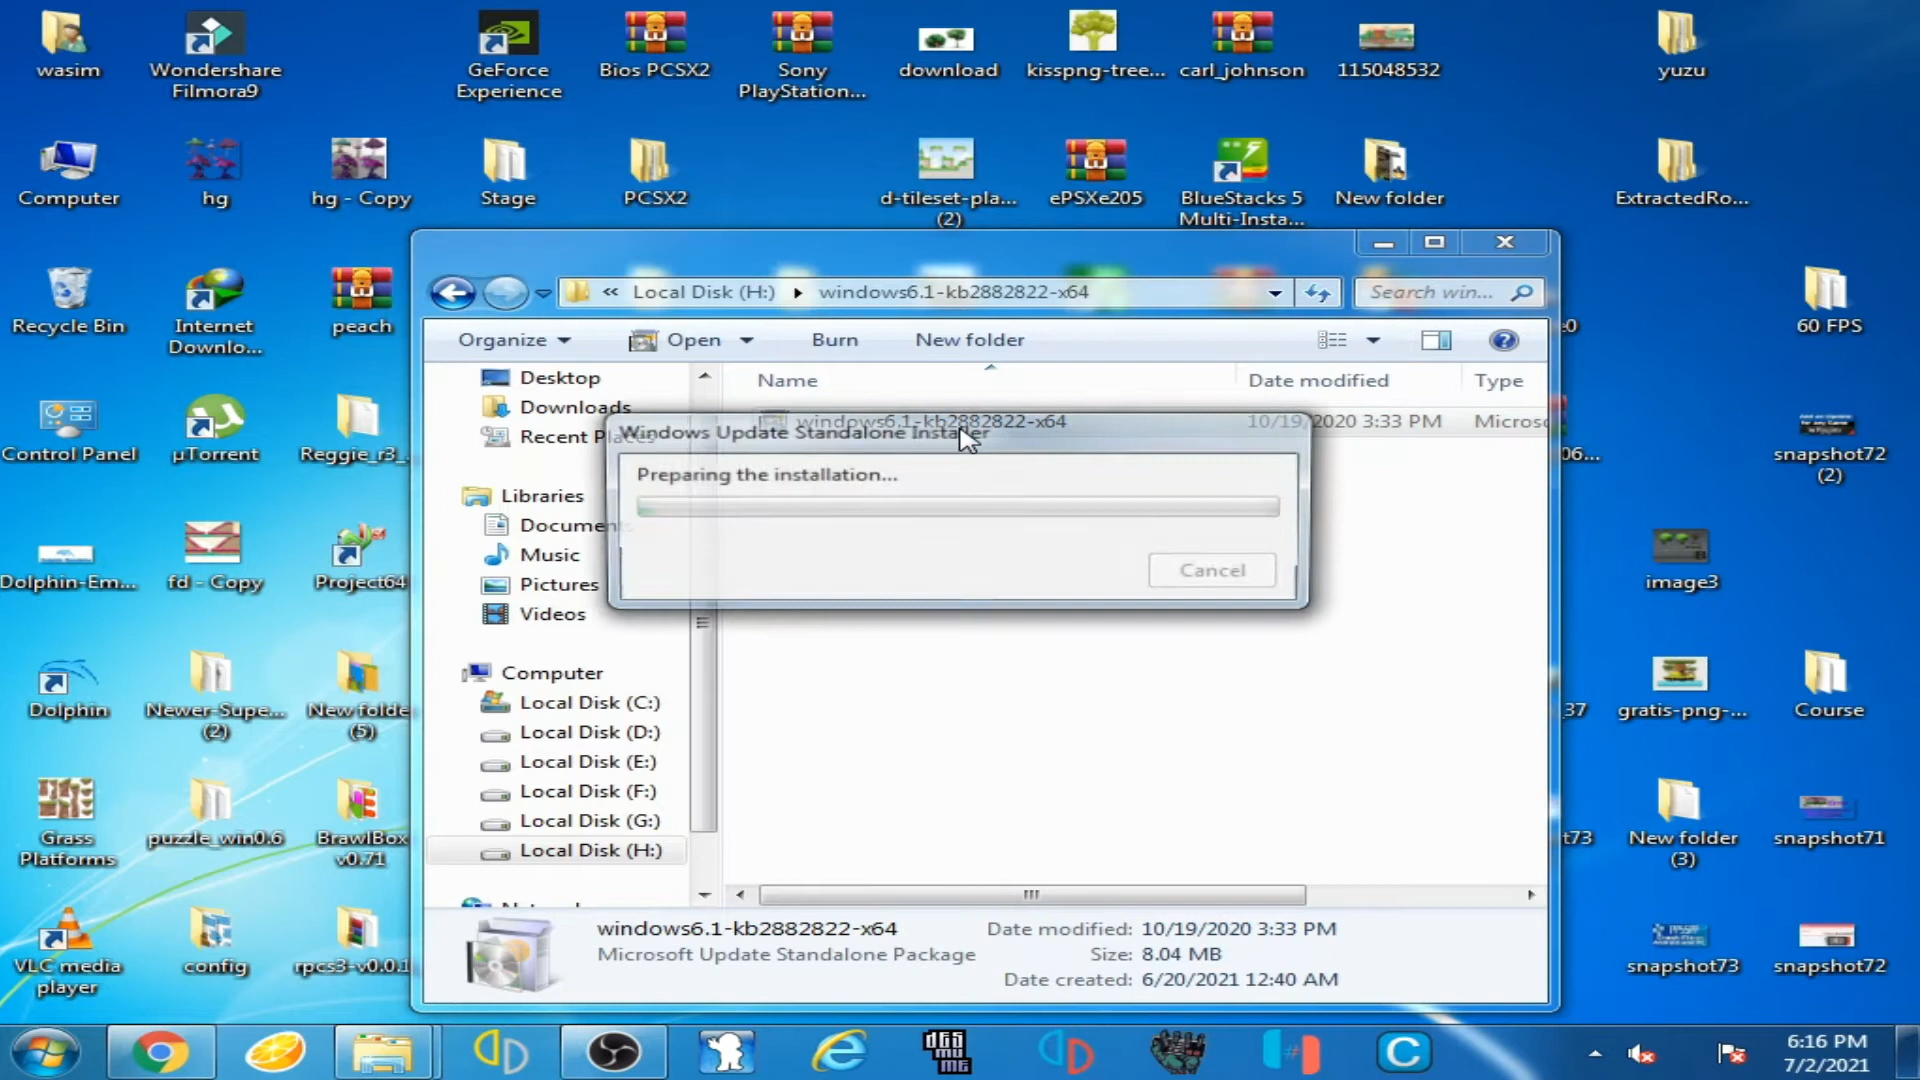 wasim
Wondershare
Filmora9
GeForce
Experience
Bios PCSX2
Sony
PlayStation...
download
kisspng-tree...
carl_johnson
115048532
yuzu
Computer
hg
hg - Copy
Stage
PCSX2
d-tileset-pla...
(2)
ePSXe205
BlueStacks 5
Multi-Insta...
New folder
ExtractedRo...
Recycle Bin
Internet
Downlo...
peach
60 FPS
Control Panel
µTorrent
Reggie_r3_
06...
snapshot72
(2)
Dolphin-Em...
fd - Copy
Project64
image3
Dolphin
Newer-Supe...
(2)
New folde
(5)
_37
gratis-png-...
Course
Grass
Platforms
puzzle_win0.6
BrawlBox
v0.71
t73
New folder
(3)
snapshot71
VLC media
player
config
rpcs3-v0.0.1
snapshot73
snapshot72
« Local Disk (H:) windows6.1-kb2882822-x64
Search win...
Organize Open Burn New folder
Name Date modified Type
windows6.1-kb2882822-x64 10/19/2020 3:33 PM Micros
Desktop
Downloads
Recent Places
Libraries
Documen
Music
Pictures
Videos
Computer
Local Disk (C:)
Local Disk (D:)
Local Disk (E:)
Local Disk (F:)
Local Disk (G:)
Local Disk (H:)
Windows Update Standalone Installer
Preparing the installation...
Cancel
windows6.1-kb2882822-x64 Date modified: 10/19/2020 3:33 PM
Microsoft Update Standalone Package Size: 8.04 MB
Date created: 6/20/2021 12:40 AM
DES
MU
ME
6:16 PM
7/2/2021